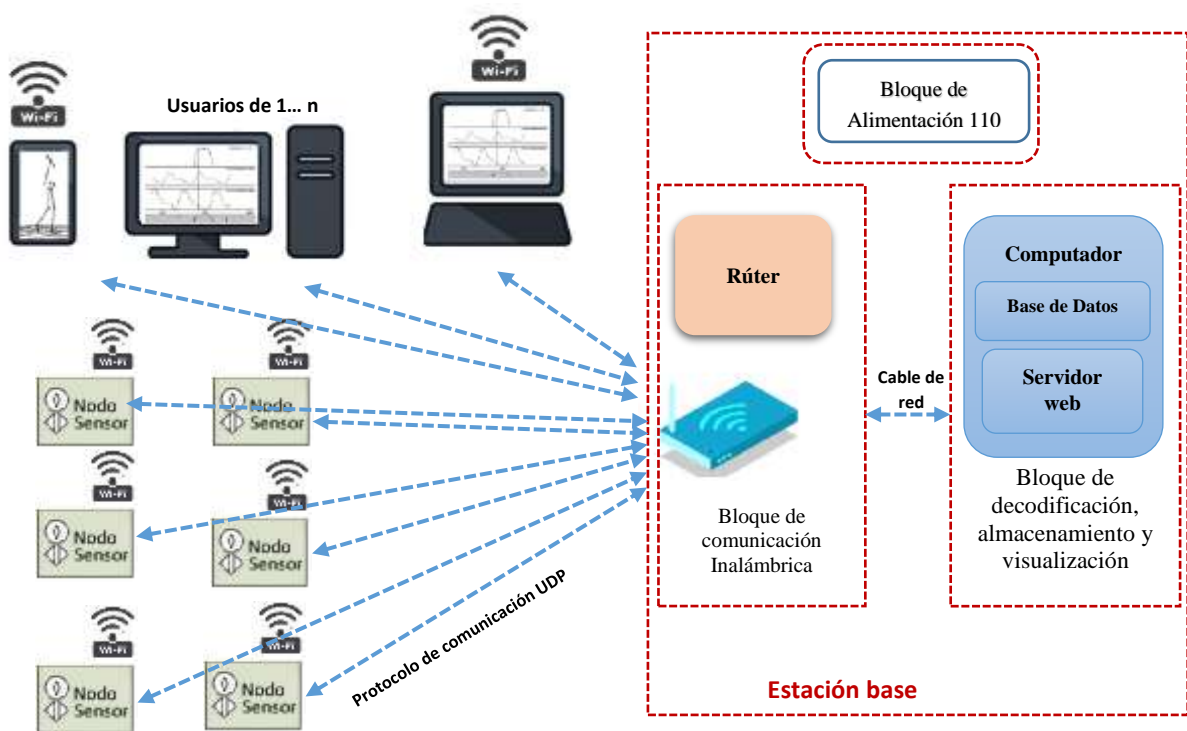 Wi-Fi
Wi-Fi
Usuarios de 1... n
Bloque de
Alimentación 110
Rúter
Computador
Base de Datos
Servidor
web
Cable de
red
Bloque de
comunicación
Inalámbrica
Bloque de
decodificación,
almacenamiento y
visualización
Wi-Fi
Nodo
Sensor
Wi-Fi
Nodo
Sensor
Wi-Fi
Nodo
Sensor
Wi-Fi
Nodo
Sensor
Wi-Fi
Nodo
Sensor
Wi-Fi
Nodo
Sensor
Protocolo de comunicación UDP
Estación base